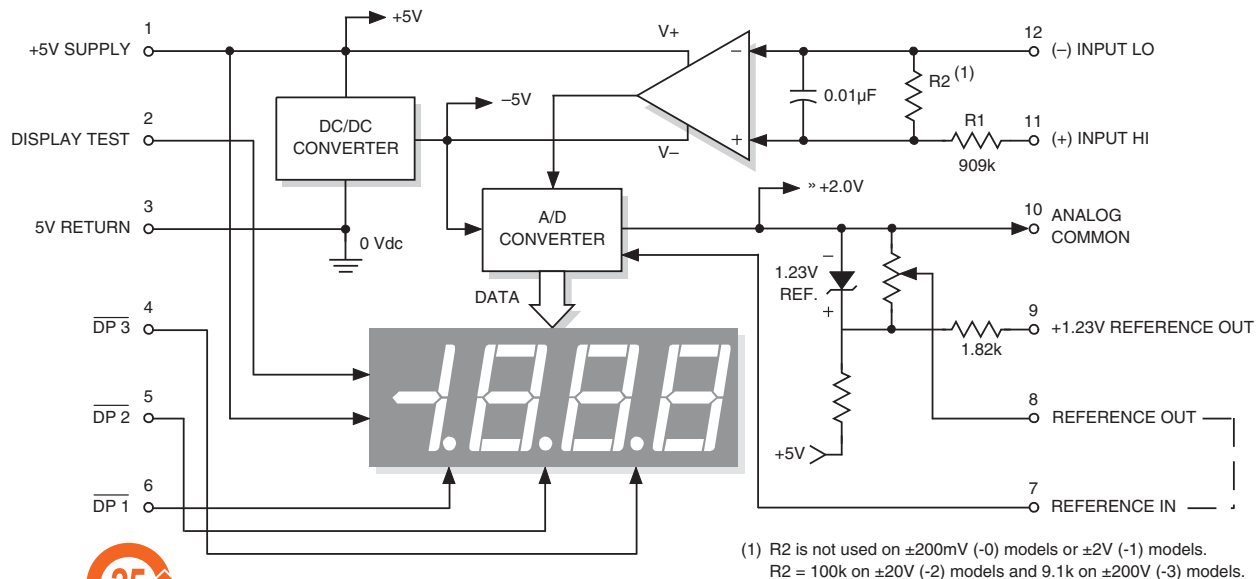 1
+5V SUPPLY
2
DISPLAY TEST
3
5V RETURN
4
DP 3
5
DP 2
6
DP 1
+5V
DC/DC
CONVERTER
0 Vdc
–5V
V+
V–
–
+
0.01µF
R2 (1)
R1
909k
A/D
CONVERTER
DATA
» +2.0V
–
1.23V
REF.
+
1.82k
+5V
-1.8.8.8
12
(–) INPUT LO
11
(+) INPUT HI
10
ANALOG
COMMON
9
+1.23V REFERENCE OUT
8
REFERENCE OUT
7
REFERENCE IN
(1) R2 is not used on ±200mV (-0) models or ±2V (-1) models.
R2 = 100k on ±20V (-2) models and 9.1k on ±200V (-3) models.